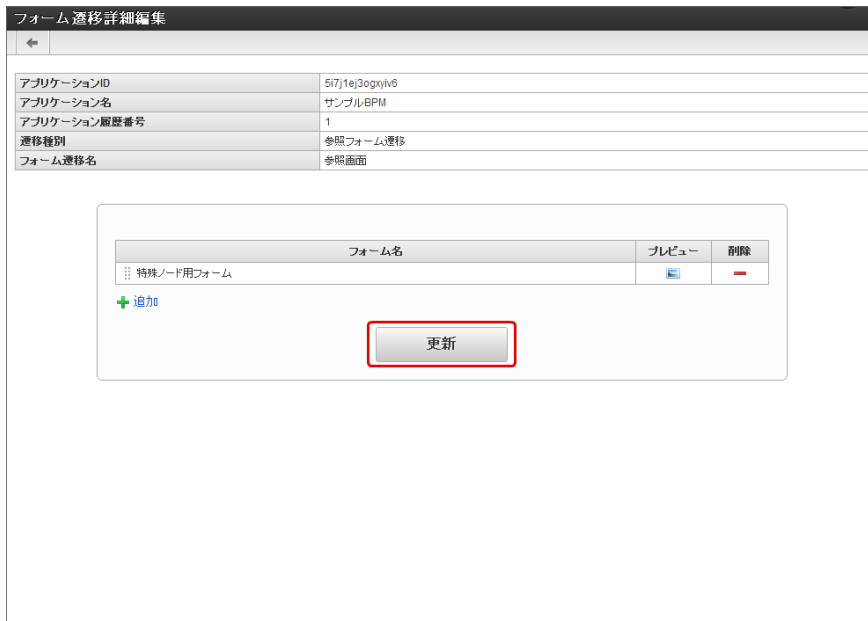 フォーム遷移詳細編集
アプリケーションID 5i7j1ej3ogxyiv6
アプリケーション名 サンプルBPM
アプリケーション履歴番号 1
遷移種別 参照フォーム遷移
フォーム遷移名 参照画面
フォーム名 プレビュー 削除
特殊ノード用フォーム
追加
更新